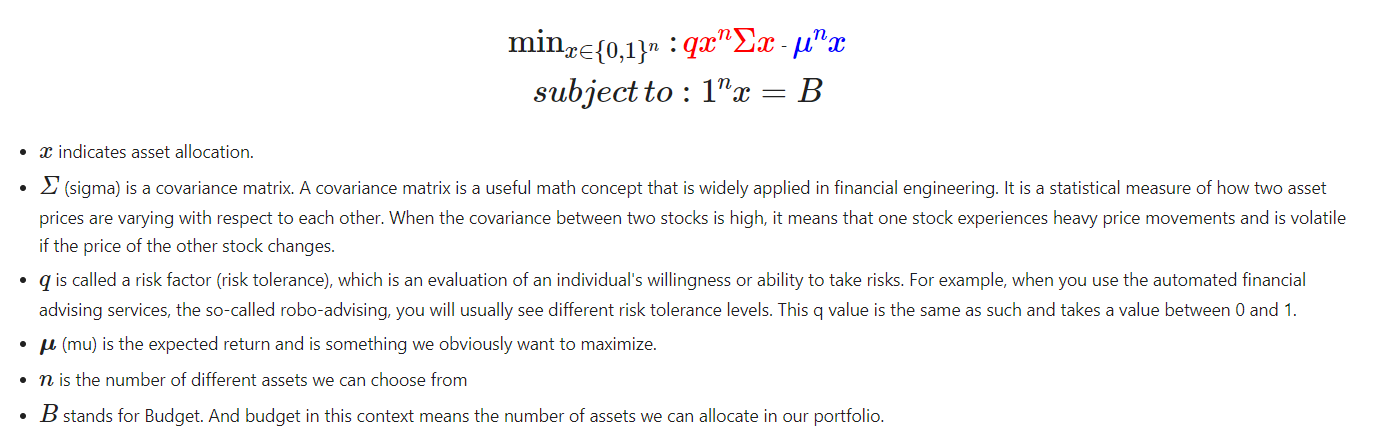 min_{x∈{0,1}^n} : qx^nΣx - μ^nx
subject to : 1^nx = B
• x indicates asset allocation.
• Σ (sigma) is a covariance matrix. A covariance matrix is a useful math concept that is widely applied in financial engineering. It is a statistical measure of how two asset
prices are varying with respect to each other. When the covariance between two stocks is high, it means that one stock experiences heavy price movements and is volatile
if the price of the other stock changes.
• q is called a risk factor (risk tolerance), which is an evaluation of an individual's willingness or ability to take risks. For example, when you use the automated financial
advising services, the so-called robo-advising, you will usually see different risk tolerance levels. This q value is the same as such and takes a value between 0 and 1.
• μ (mu) is the expected return and is something we obviously want to maximize.
• n is the number of different assets we can choose from
• B stands for Budget. And budget in this context means the number of assets we can allocate in our portfolio.